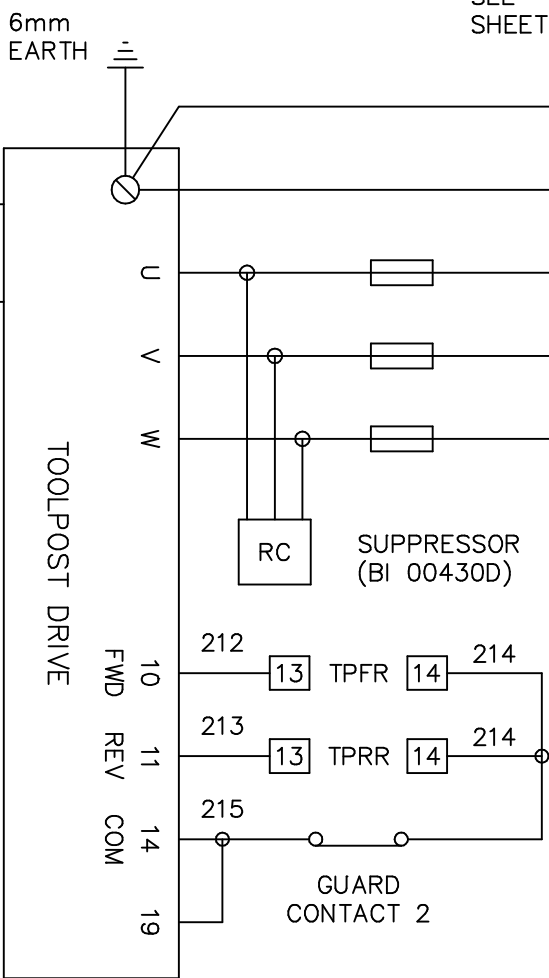 SEE
SHEET
6mm
EARTH
U
V
W
TOOLPOST DRIVE
RC
SUPPRESSOR
(BI 00430D)
FWD 10 212 13 TPFR 14 214
REV 11 213 13 TPRR 14 214
COM 14 215
GUARD
CONTACT 2
19